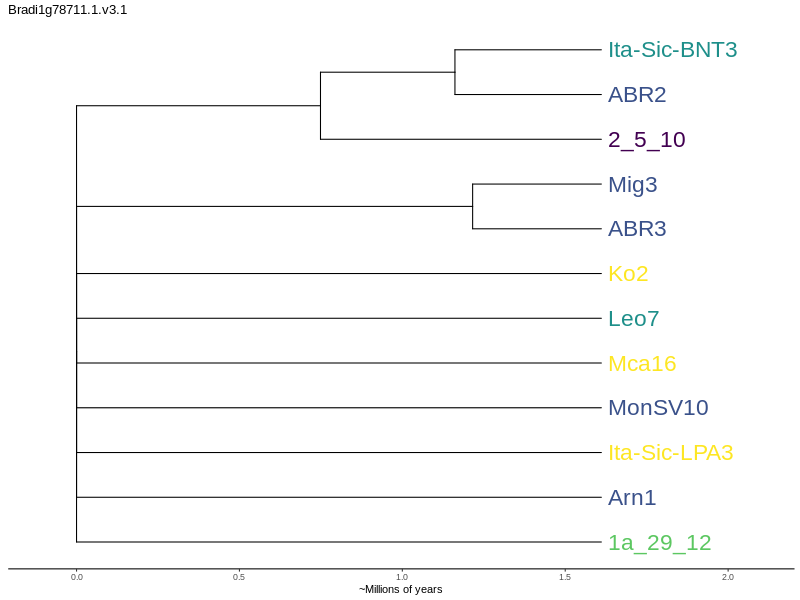 Bradi1g78711.1.v3.1
Ita-Sic-BNT3
ABR2
2_5_10
Mig3
ABR3
Ko2
Leo7
Mca16
MonSV10
Ita-Sic-LPA3
Arn1
1a_29_12
0.0 0.5 1.0 1.5 2.0
~Millions of years